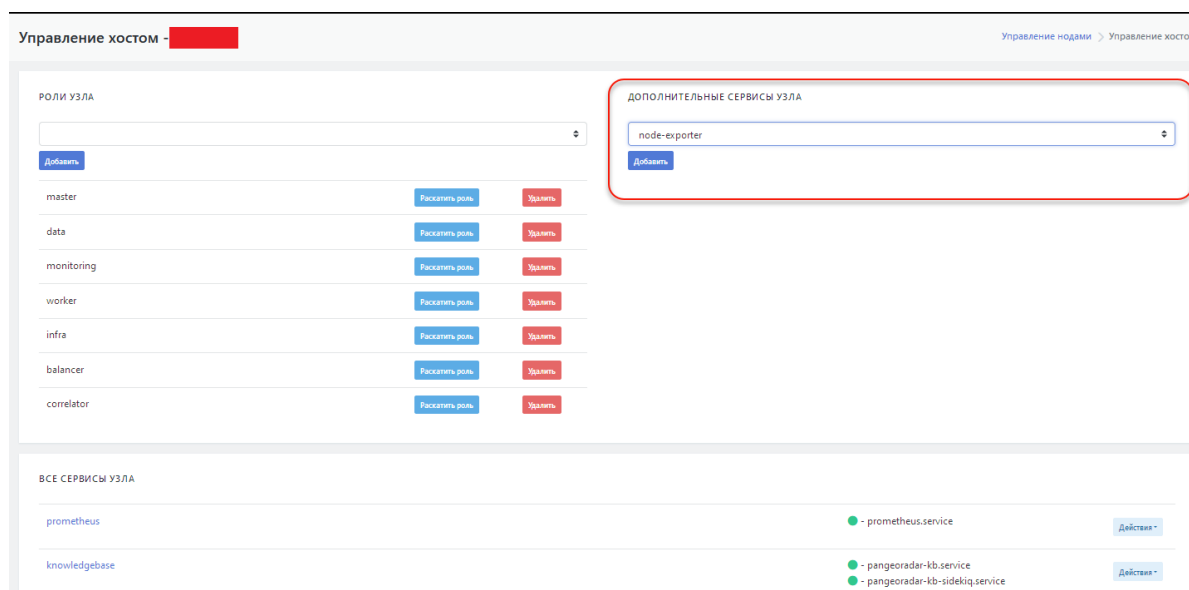 Управление хостом -
Управление нодами > Управление хосто
РОЛИ УЗЛА
ДОПОЛНИТЕЛЬНЫЕ СЕРВИСЫ УЗЛА
node-exporter
Добавить
Добавить
master Раскатить роль Удалить
data Раскатить роль Удалить
monitoring Раскатить роль Удалить
worker Раскатить роль Удалить
infra Раскатить роль Удалить
balancer Раскатить роль Удалить
correlator Раскатить роль Удалить
ВСЕ СЕРВИСЫ УЗЛА
prometheus - prometheus.service Действия
knowledgebase - pangeoradar-kb.service Действия
- pangeoradar-kb-sidekiq.service